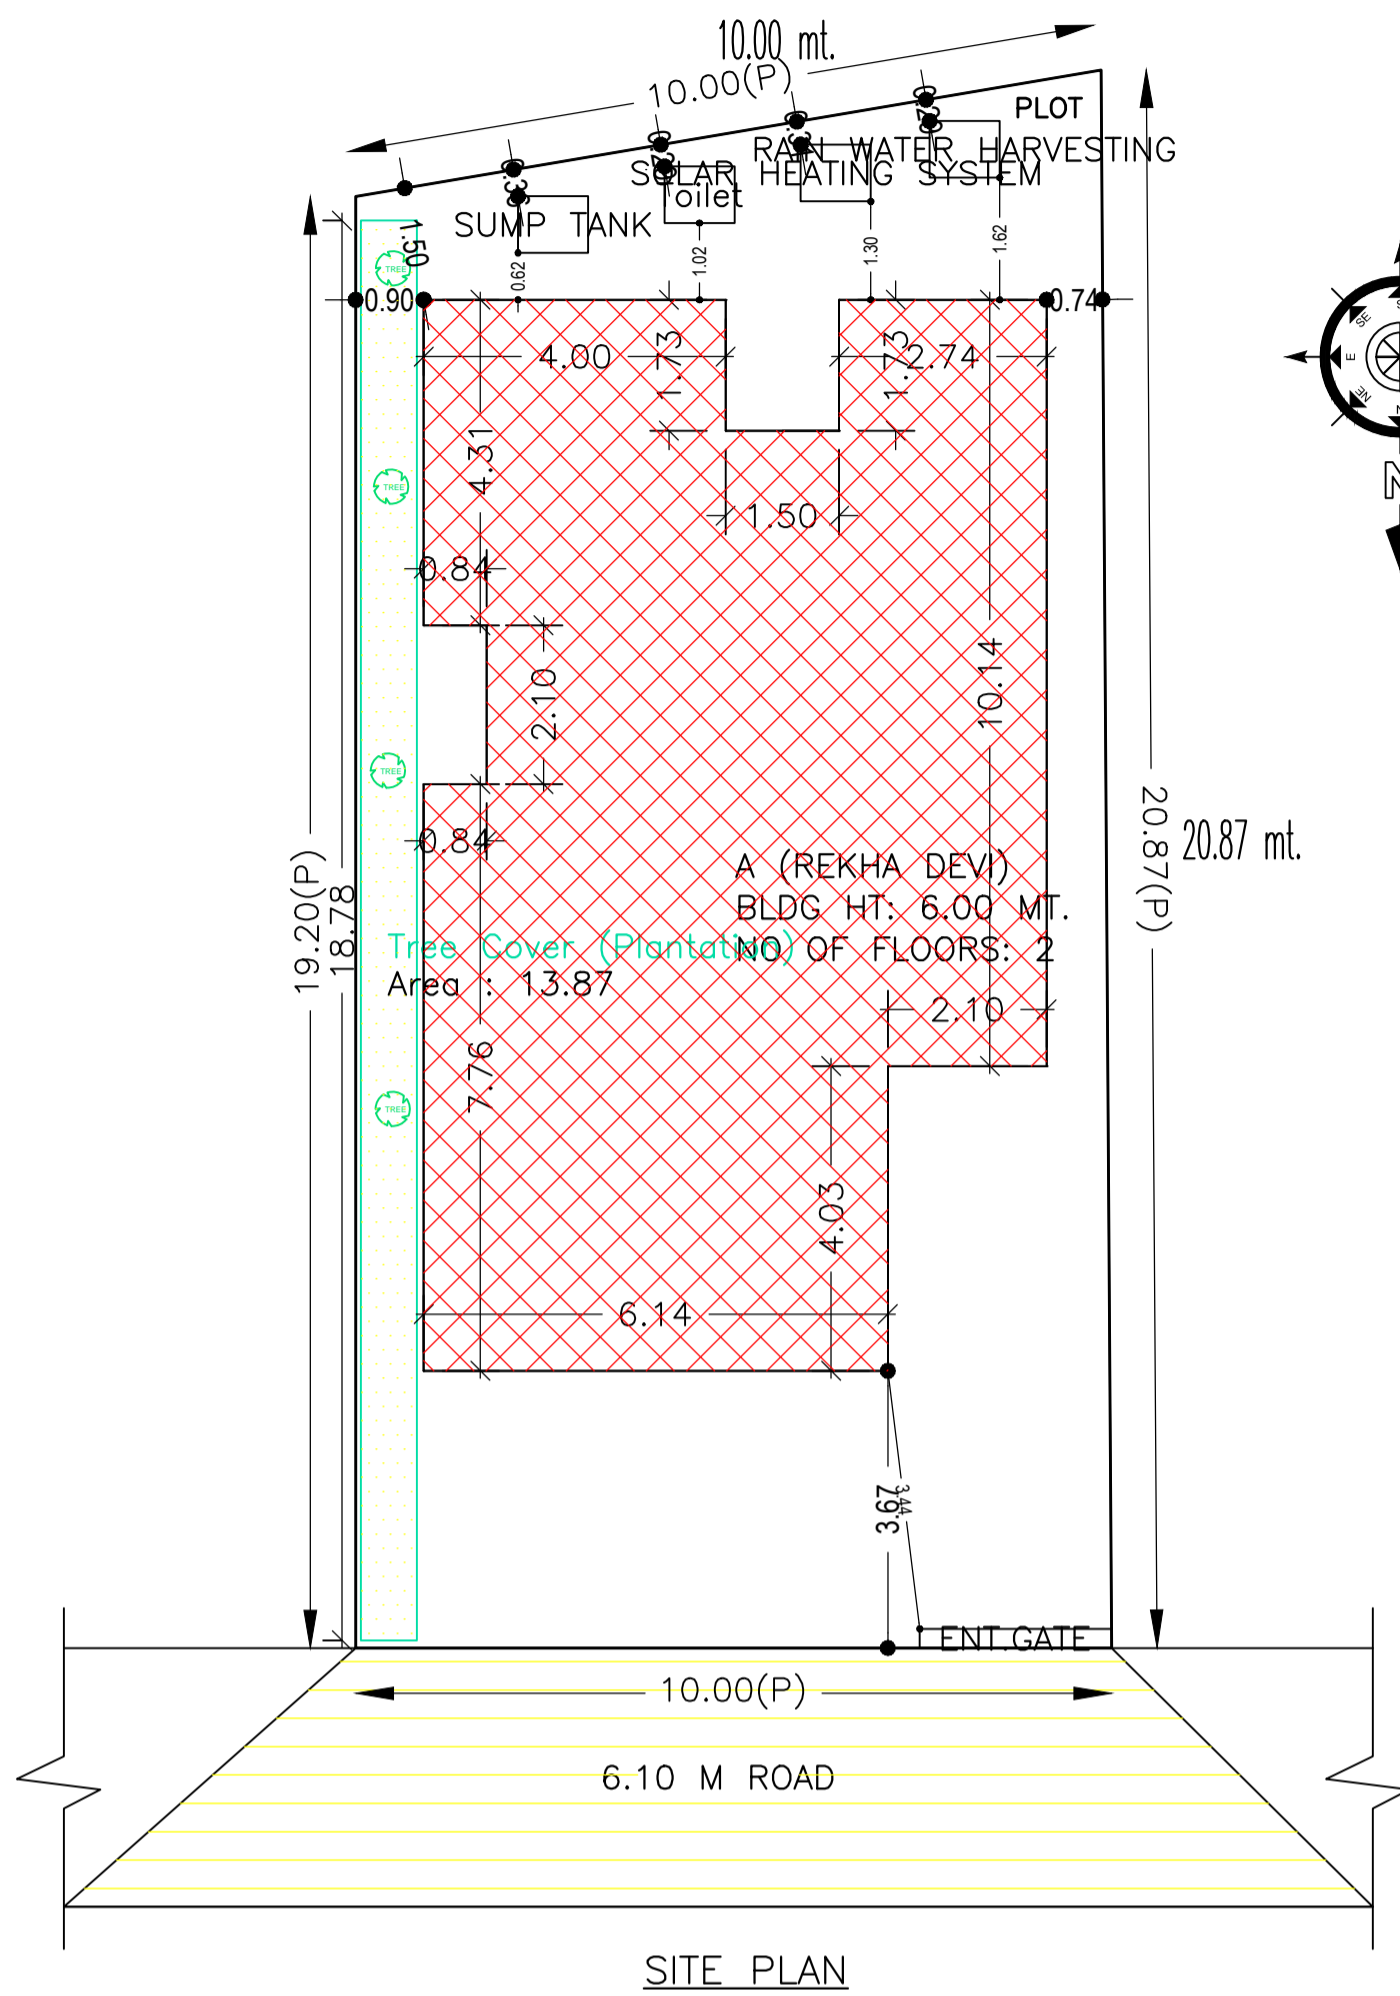 10.00 mt.
10.00(P)
PLOT
RAIN WATER HARVESTING
SOLAR HEATING SYSTEM
Toilet
SUMP TANK
1.50
0.62
1.02
1.30
1.62
0.90
0.74
TREE
4.00
1.73
1.73
2.74
SE
E
NE
N
4.31
TREE
1.50
0.84
2.10
10.14
TREE
0.84
A (REKHA DEVI)
BLDG HT: 6.00 MT.
NO OF FLOORS: 2
20.87(P)
20.87 mt.
19.20(P)
18.78
Tree Cover (Plantation)
Area : 13.87
2.10
7.76
TREE
4.03
6.14
3.67
3.44
ENT.GATE
10.00(P)
6.10 M ROAD
SITE PLAN